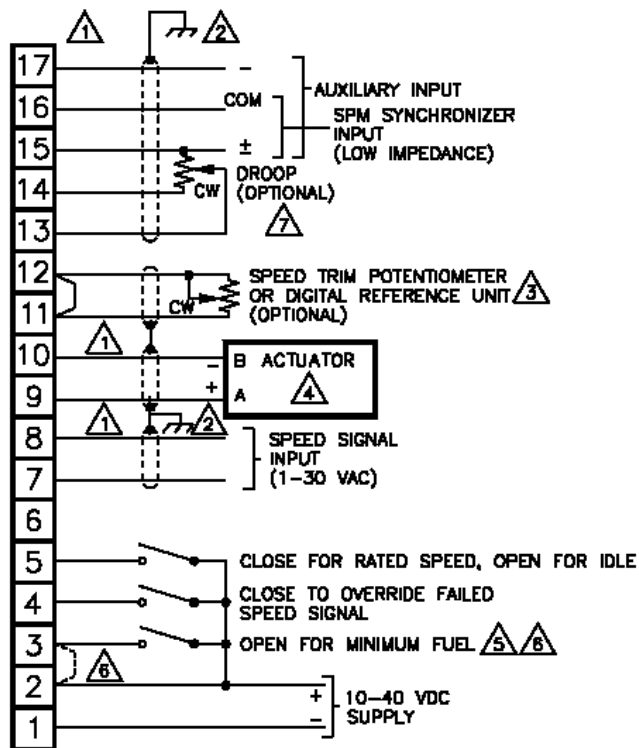 1 2
17 −
AUXILIARY INPUT
16 COM
SPM SYNCHRONIZER
INPUT
(LOW IMPEDANCE)
15 ±
DROOP
(OPTIONAL)
14 CW
7
13
12
SPEED TRIM POTENTIOMETER
OR DIGITAL REFERENCE UNIT 3
(OPTIONAL)
11 CW
1
10 − B ACTUATOR
4
9 + A
1 2
8
SPEED SIGNAL
INPUT
(1−30 VAC)
7
6
5 CLOSE FOR RATED SPEED, OPEN FOR IDLE
4 CLOSE TO OVERRIDE FAILED
SPEED SIGNAL
3 OPEN FOR MINIMUM FUEL 5 6
6
2 +
10−40 VDC
SUPPLY
1 −